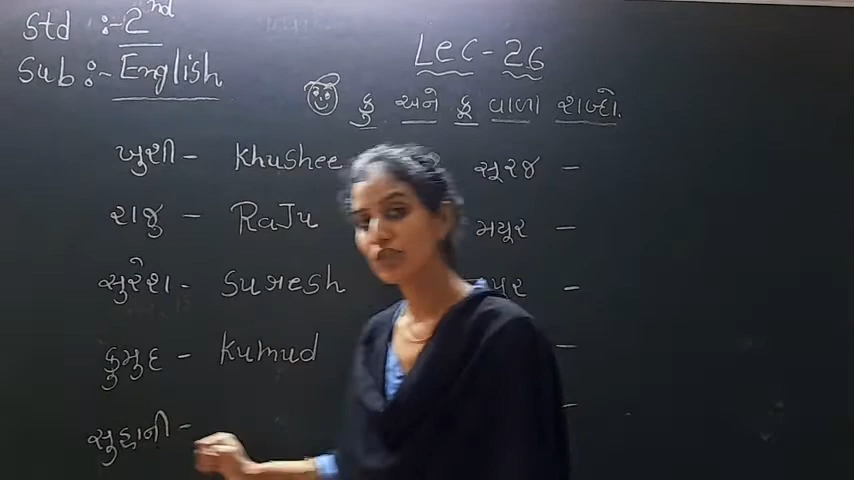 Std :- 2nd
Sub :- English
Lec - 26
કુ અને કૂ વાળા શબ્દો.
ખુશી - Khushee
રાજુ - RaJu
સુરેશ - Suresh
કુમુદ - Kumud
સુહાની -
સૂરજ -
મયૂર -